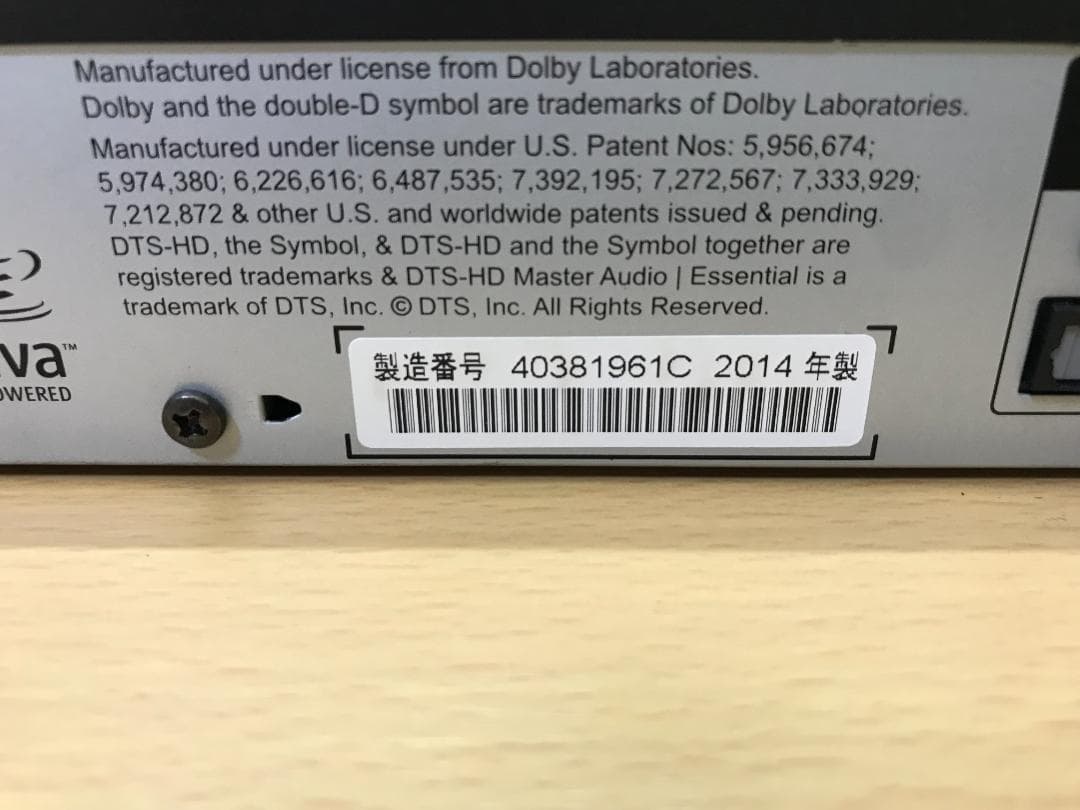 Manufactured under license from Dolby Laboratories.
Dolby and the double-D symbol are trademarks of Dolby Laboratories.
Manufactured under license under U.S. Patent Nos: 5,956,674;
5,974,380; 6,226,616; 6,487,535; 7,392,195; 7,272,567; 7,333,929;
7,212,872 & other U.S. and worldwide patents issued & pending.
DTS-HD, the Symbol, & DTS-HD and the Symbol together are
registered trademarks & DTS-HD Master Audio | Essential is a
trademark of DTS, Inc. © DTS, Inc. All Rights Reserved.
製造番号 40381961C 2014 年製